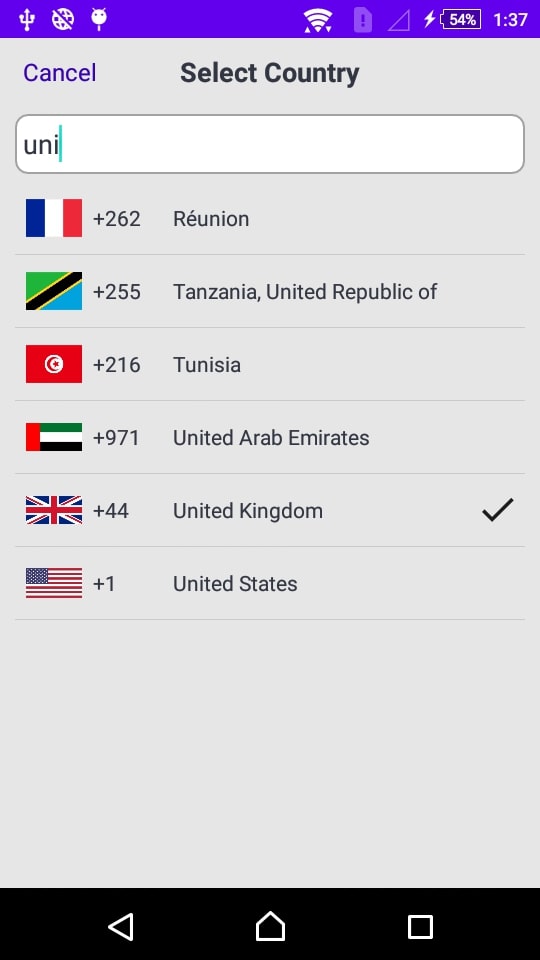 54% 1:37
Cancel Select Country
uni
+262 Réunion
+255 Tanzania, United Republic of
+216 Tunisia
+971 United Arab Emirates
+44 United Kingdom
+1 United States